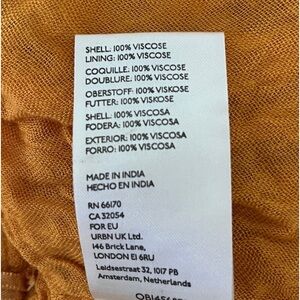 SHELL: 100% VISCOSE
LINING: 100% VISCOSE
COQUILLE: 100% VISCOSE
DOUBLURE: 100% VISCOSE
OBERSTOFF: 100% VISKOSE
FUTTER: 100% VISKOSE
SHELL: 100% VISCOSA
FODERA: 100% VISCOSA
EXTERIOR: 100% VISCOSA
FORRO: 100% VISCOSA
MADE IN INDIA
HECHO EN INDIA
RN 66170
CA 32054
FOR EU
URBN UK Ltd.
146 Brick Lane,
LONDON E1 6RU
Leidsestraat 32, 1017 PB
Amsterdam, Netherlands